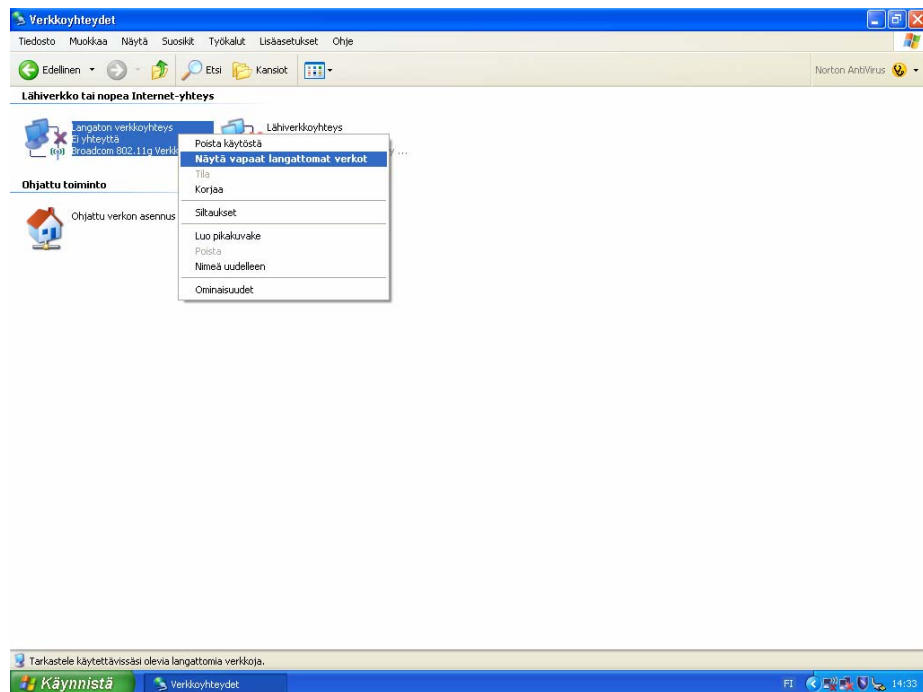 Verkkoyhteydet
Tiedosto Muokkaa Näytä Suosikit Työkalut Lisäasetukset Ohje
Edellinen Etsi Kansiot Norton AntiVirus
Lähiverkko tai nopea Internet-yhteys
Langaton verkkoyhteys
Ei yhteyttä
Broadcom 802.11g
Lähiverkkoyhteys
Poista käytöstä
Näytä vapaat langattomat verkot
Tila
Korjaa
Siltaukset
Luo pikakuvake
Poista
Nimeä uudelleen
Ominaisuudet
Ohjattu toiminto
Ohjattu verkon asennus
Tarkastele käytettävissäsi olevia langattomia verkkoja.
Käynnistä Verkkoyhteydet FI 14:33